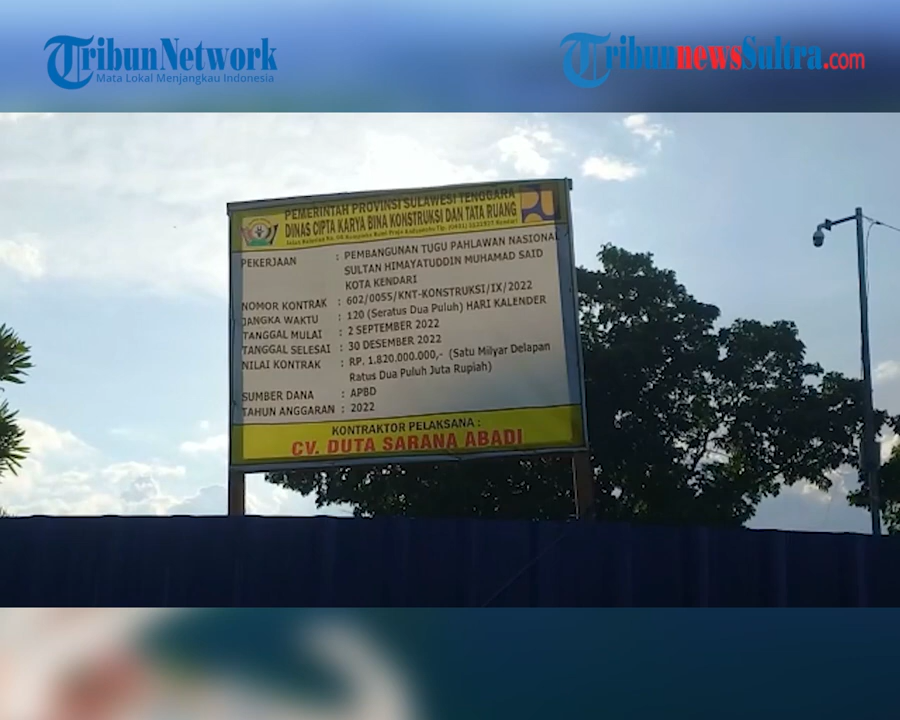 TribunNetwork
Mata Lokal Menjangkau Indonesia
TribunnewsSultra.com
PEMERINTAH PROVINSI SULAWESI TENGGARA
DINAS CIPTA KARYA BINA KONSTRUKSI DAN TATA RUANG
PEKERJAAN : PEMBANGUNAN TUGU PAHLAWAN NASIONAL
SULTAN HIMAYATUDDIN MUHAMAD SAID
KOTA KENDARI
NOMOR KONTRAK : 602/0055/KNT-KONSTRUKSI/IX/2022
JANGKA WAKTU : 120 (Seratus Dua Puluh) HARI KALENDER
TANGGAL MULAI : 2 SEPTEMBER 2022
TANGGAL SELESAI : 30 DESEMBER 2022
NILAI KONTRAK : RP. 1.820.000.000,- (Satu Milyar Delapan
Ratus Dua Puluh Juta Rupiah)
SUMBER DANA : APBD
TAHUN ANGGARAN : 2022
KONTRAKTOR PELAKSANA :
CV. DUTA SARANA ABADI